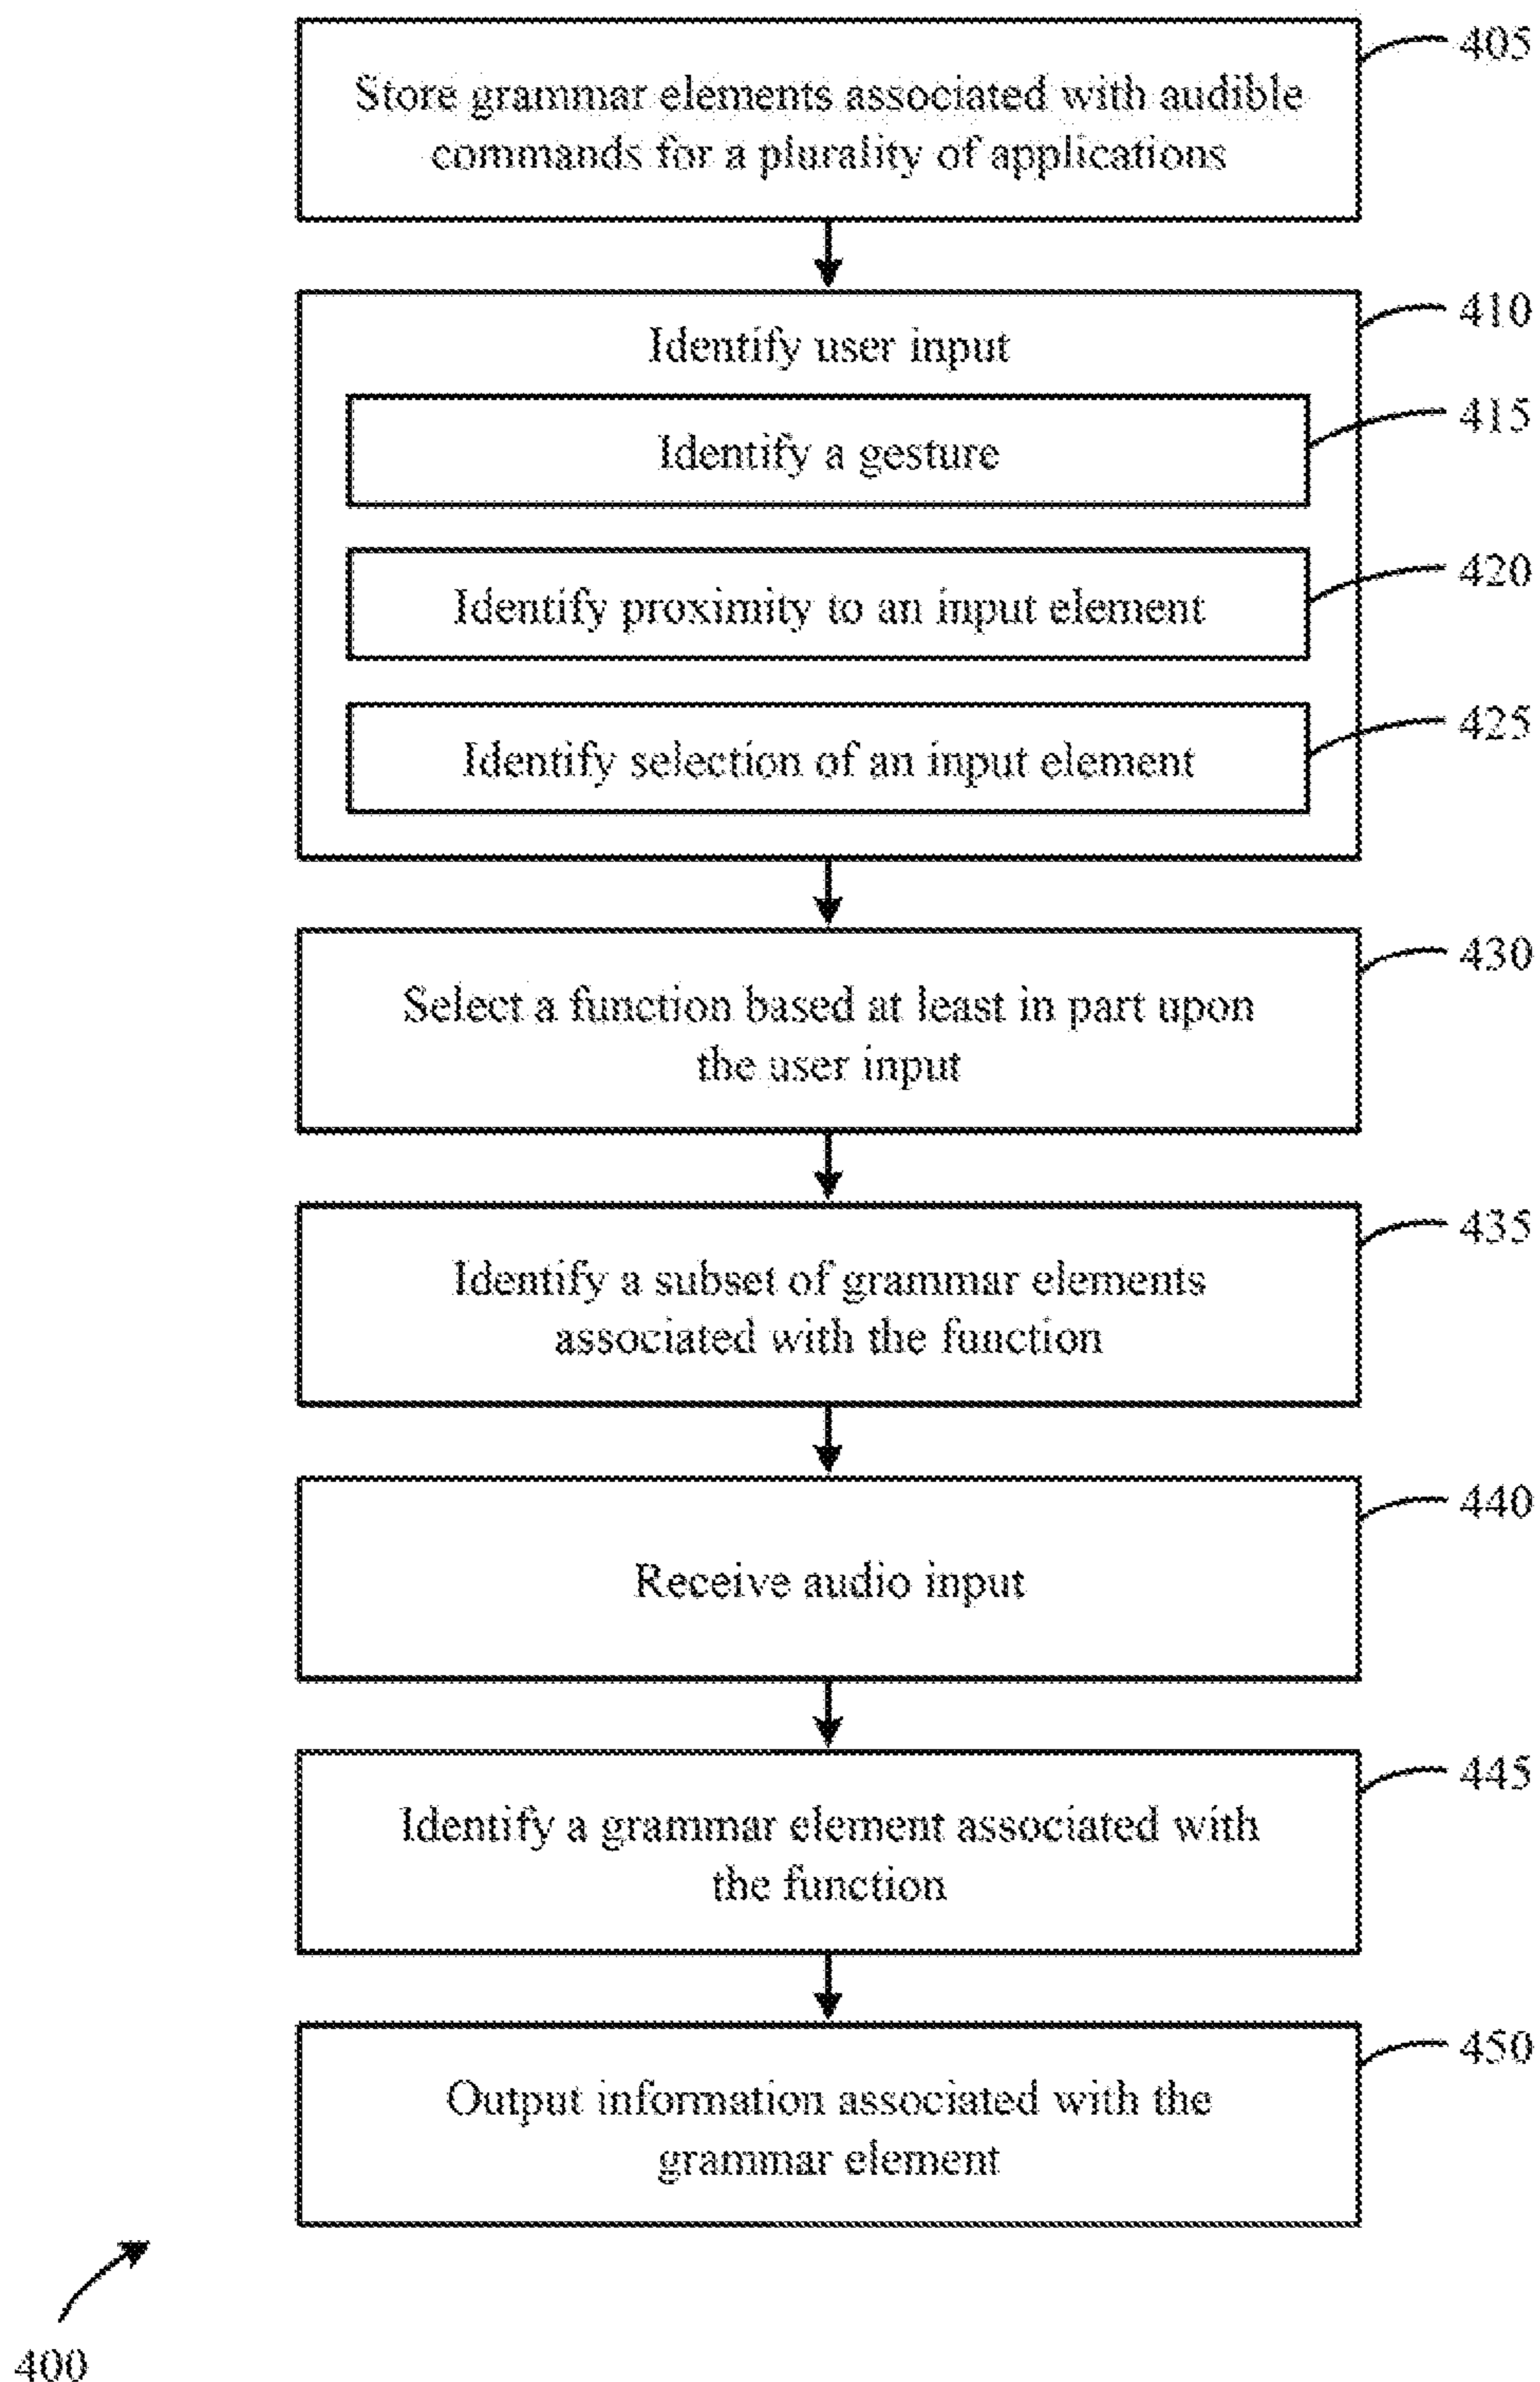 405
Store grammar elements associated with audible
commands for a plurality of applications
410
Identify user input
415
Identify a gesture
420
Identify proximity to an input element
425
Identify selection of an input element
430
Select a function based at least in part upon
the user input
435
Identify a subset of grammar elements
associated with the function
440
Receive audio input
445
Identify a grammar element associated with
the function
450
Output information associated with the
grammar element
400